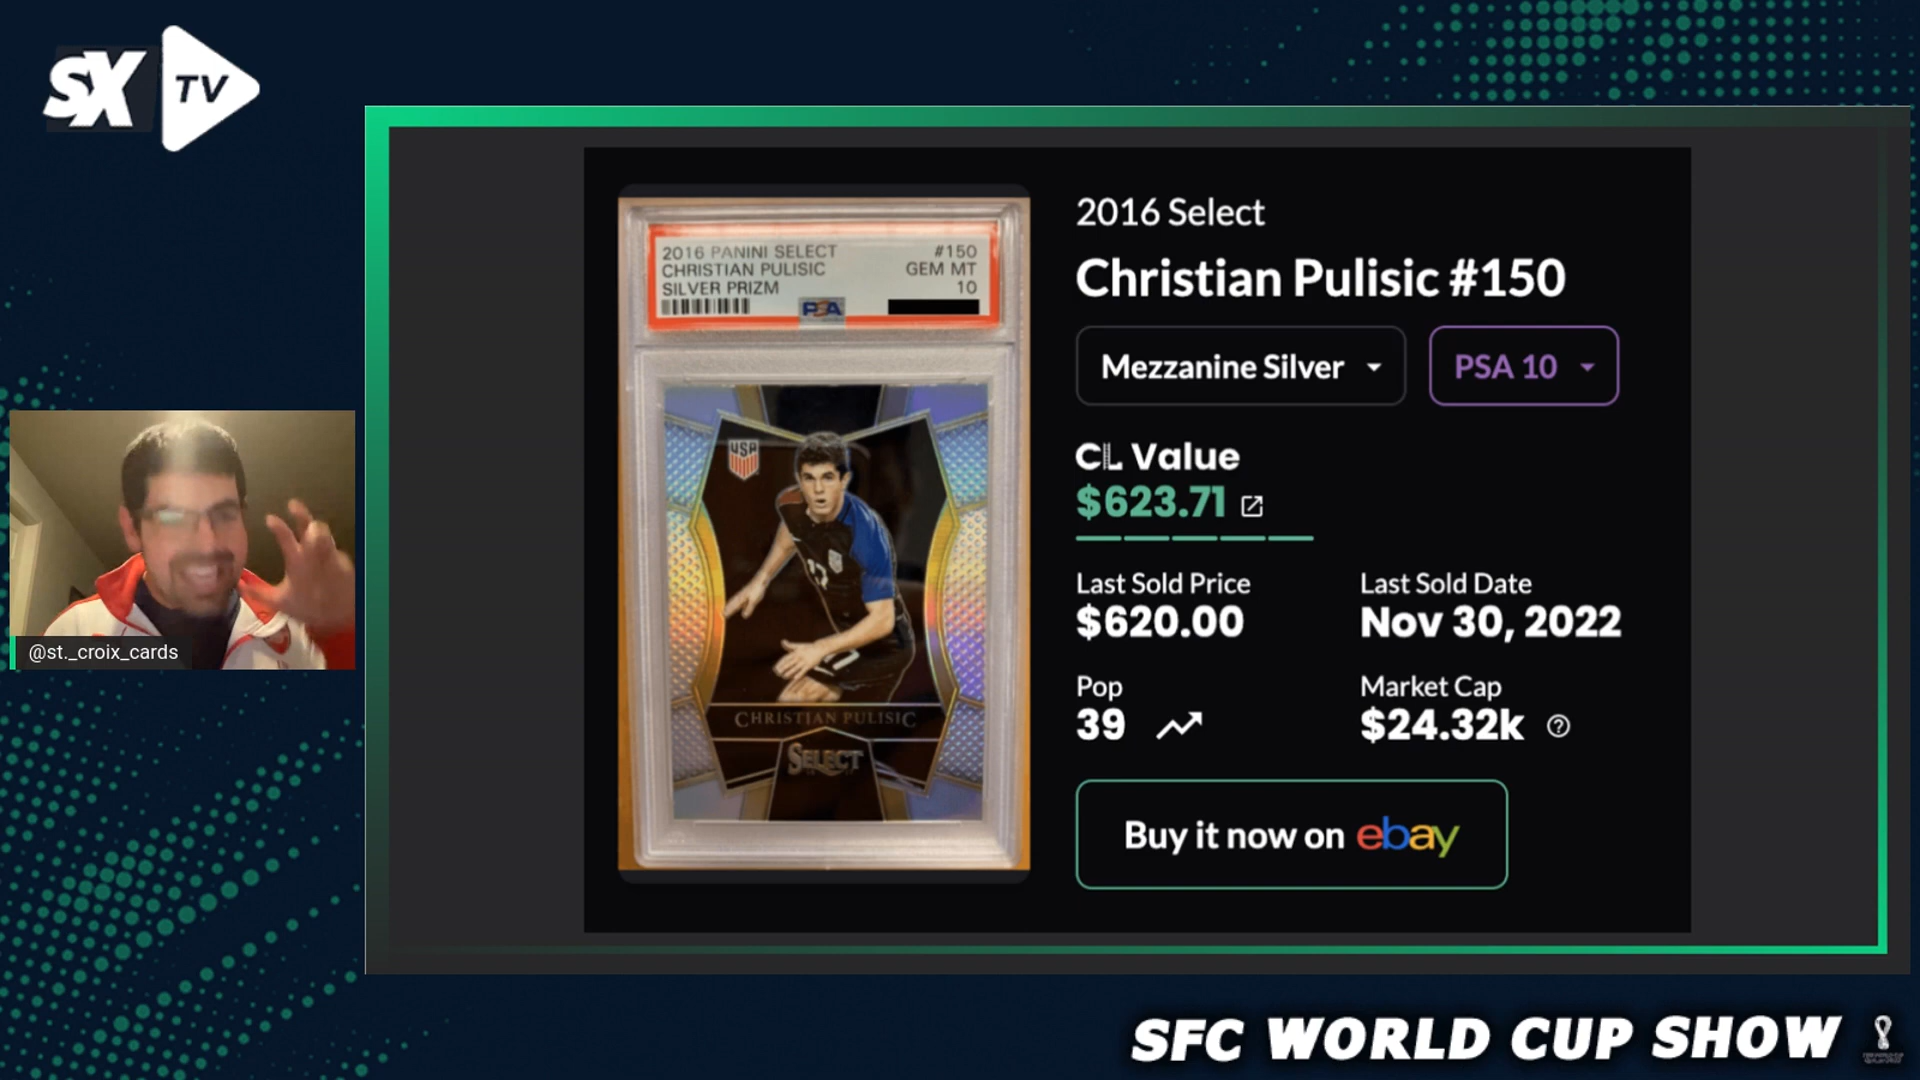 SX TV
2016 PANINI SELECT #150
CHRISTIAN PULISIC GEM MT
SILVER PRIZM 10
PSA
USA
17
CHRISTIAN PULISIC
SELECT
2016 Select
Christian Pulisic #150
Mezzanine Silver
PSA 10
CL Value
$623.71
Last Sold Price Last Sold Date
$620.00 Nov 30, 2022
Pop Market Cap
39 $24.32k
Buy it now on ebay
@st._croix_cards
SFC WORLD CUP SHOW